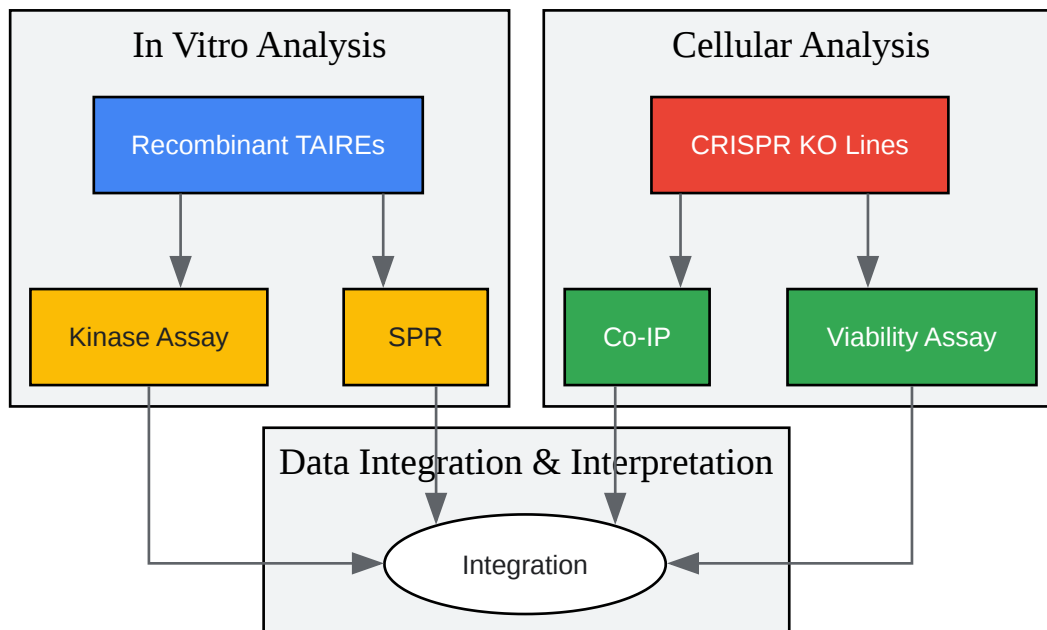 In Vitro Analysis
Cellular Analysis
Recombinant TAIREs
CRISPR KO Lines
Kinase Assay
SPR
Co-IP
Viability Assay
Data Integration & Interpretation
Integration